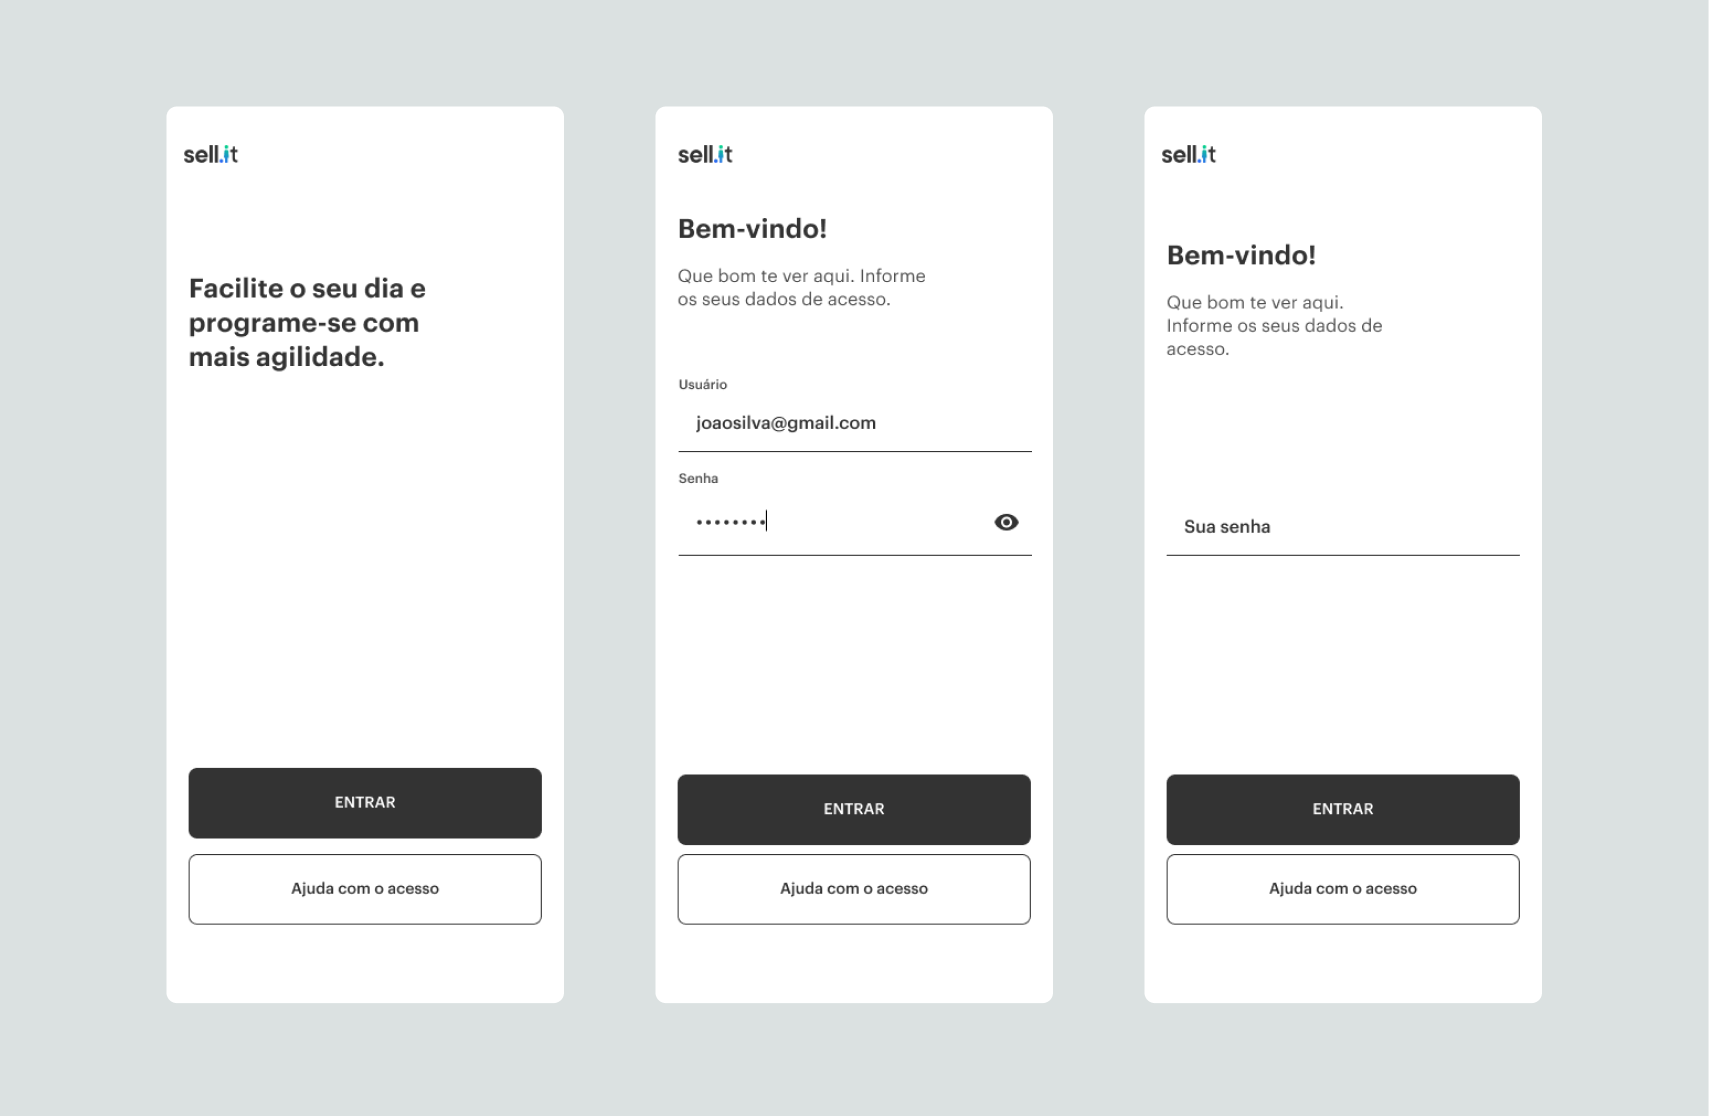 sell.it
Facilite o seu dia e
programe-se com
mais agilidade.
ENTRAR
Ajuda com o acesso
sell.it
Bem-vindo!
Que bom te ver aqui. Informe
os seus dados de acesso.
Usuário
joaosilva@gmail.com
Senha
••••••••
ENTRAR
Ajuda com o acesso
sell.it
Bem-vindo!
Que bom te ver aqui.
Informe os seus dados de
acesso.
Sua senha
ENTRAR
Ajuda com o acesso